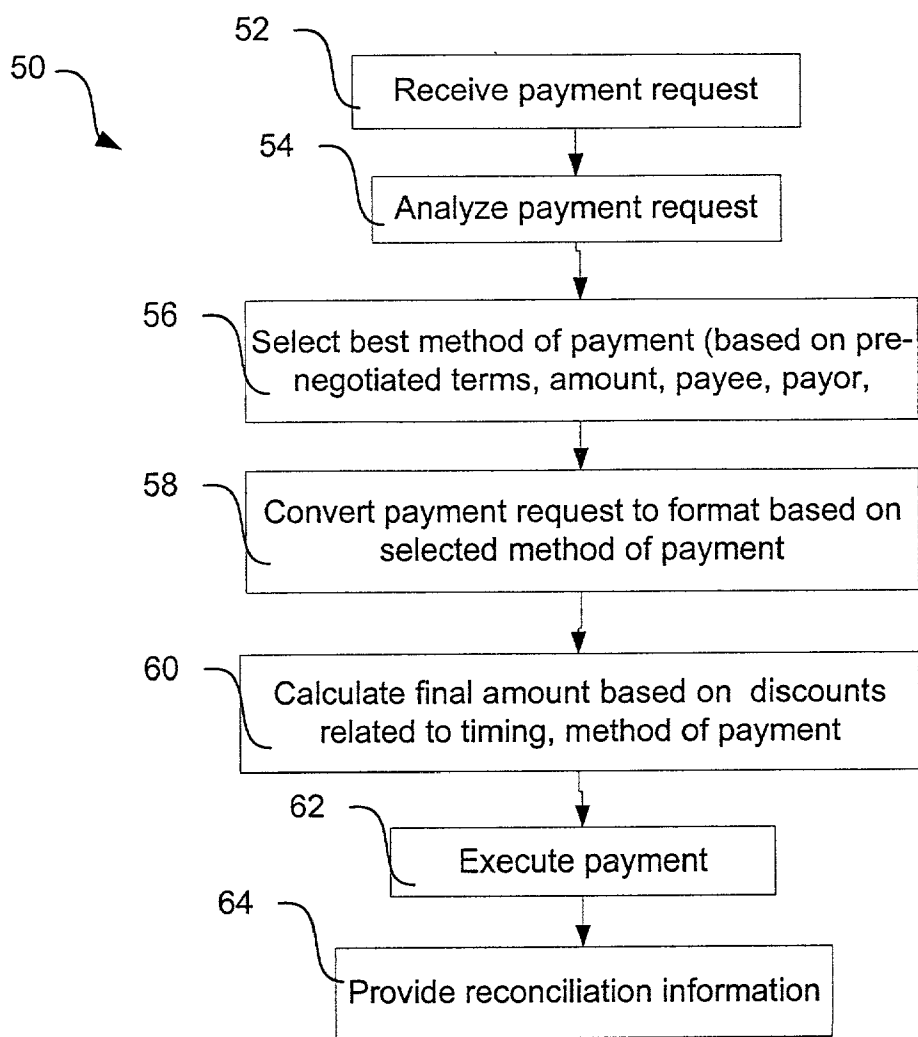 52
50
Receive payment request
54
Analyze payment request
56
Select best method of payment (based on pre-
negotiated terms, amount, payee, payor,
58
Convert payment request to format based on
selected method of payment
60
Calculate final amount based on discounts
related to timing, method of payment
62
Execute payment
64
Provide reconciliation information